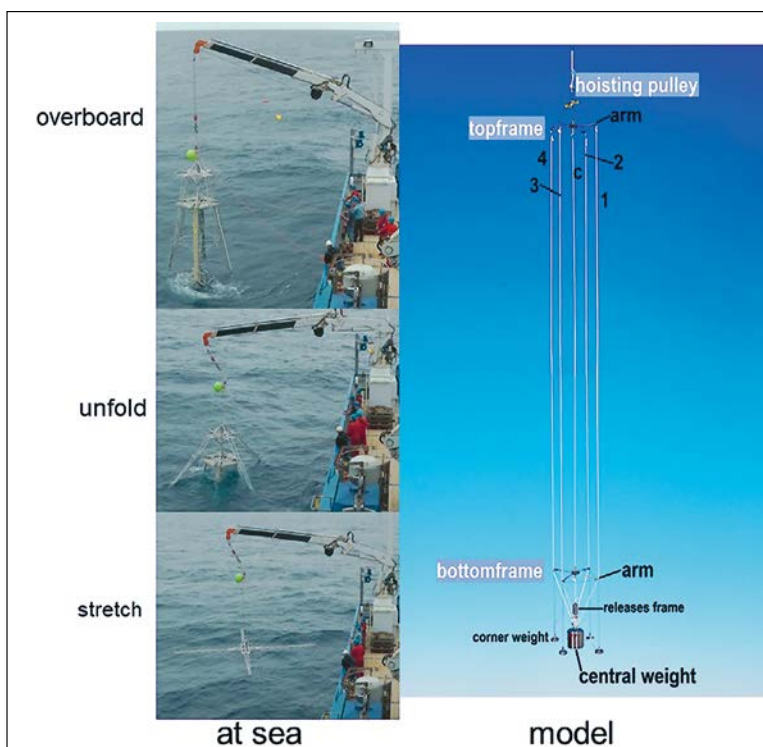 overboard
unfold
stretch
at sea
hoisting pulley
topframe
arm
4
3
c
2
1
bottomframe
arm
releases frame
corner weight
central weight
model